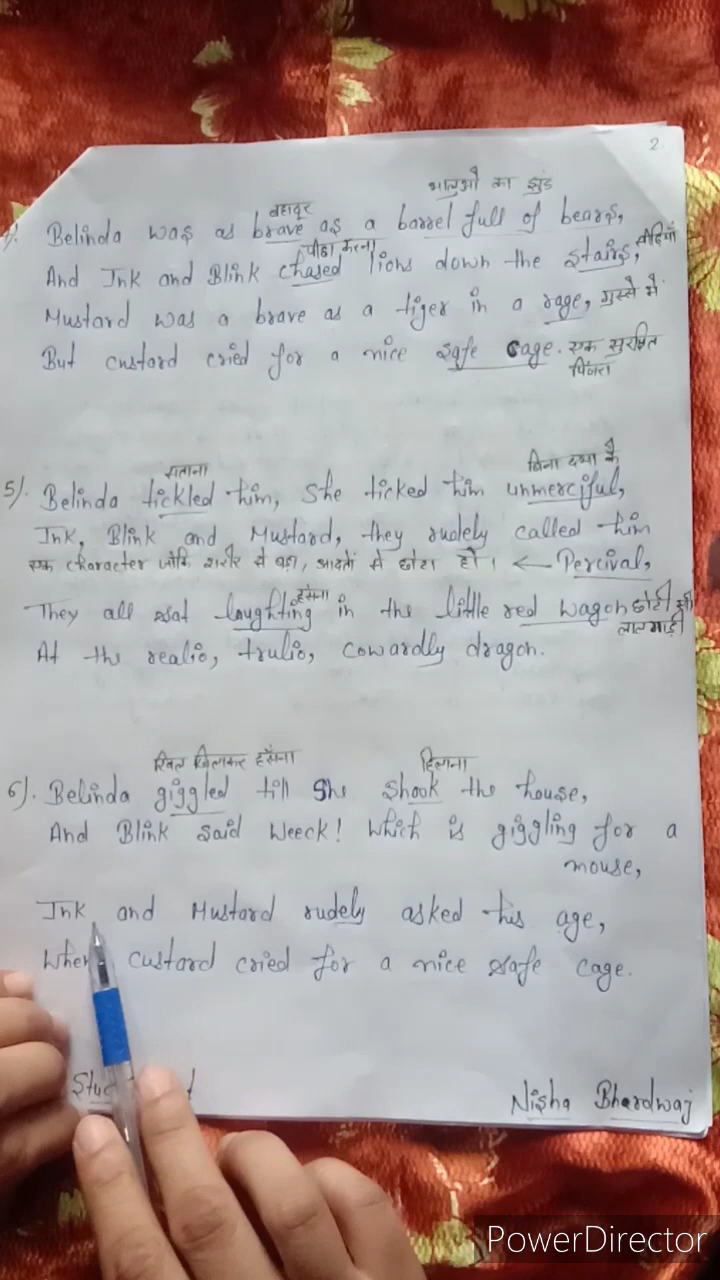 2
भालुओ का झुंड
बहादूर
Belinda was as brave as a barrel full of bears,
पीछा करना
And Ink and Blink chased lions down the stairs, सीढ़ियाँ
Mustard was a brave as a tiger in a rage, गुस्से में
But custard cried for a nice safe cage. एक सुरक्षित
पिंजरा
सताना
बिना दया के
5). Belinda tickled him, She ticked him unmerciful,
Ink, Blink and Mustard, they rudely called him
एक character जोकि शरीर से बड़ा, आदतों से छोटा हो। ← Percival,
हँसना
They all sat laughting in the little red wagon छोटी सी
लालगाड़ी
At the realio, trulio, cowardly dragon.
खिल खिलाकर हँसना
हिलाना
6). Belinda giggled till She shook the house,
And Blink said Weeck! which is giggling for a
mouse,
Ink and Mustard rudely asked his age,
When custard cried for a nice safe cage.
Nisha Bhardwaj
PowerDirector